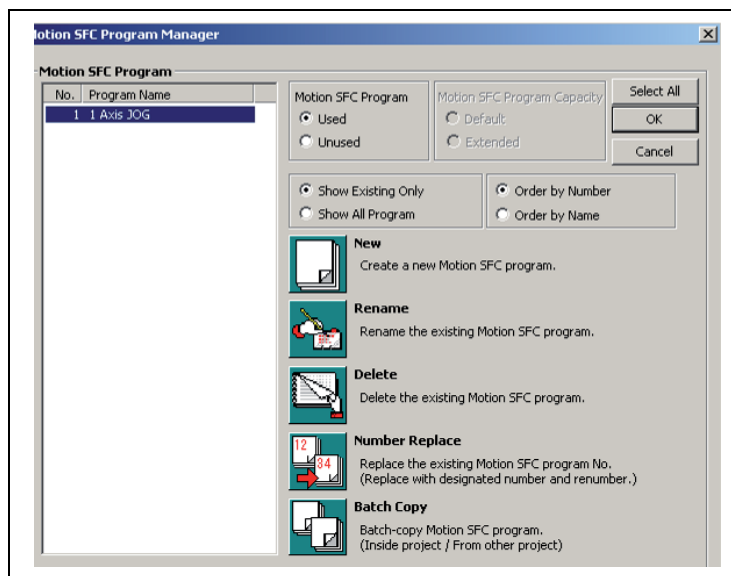 Motion SFC Program Manager
Motion SFC Program
No. Program Name
1 1 Axis JOG
Motion SFC Program
Used
Unused
Motion SFC Program Capacity
Default
Extended
Select All
OK
Cancel
Show Existing Only
Show All Program
Order by Number
Order by Name
New
Create a new Motion SFC program.
Rename
Rename the existing Motion SFC program.
Delete
Delete the existing Motion SFC program.
12
34
Number Replace
Replace the existing Motion SFC program No.
(Replace with designated number and renumber.)
Batch Copy
Batch-copy Motion SFC program.
(Inside project / From other project)